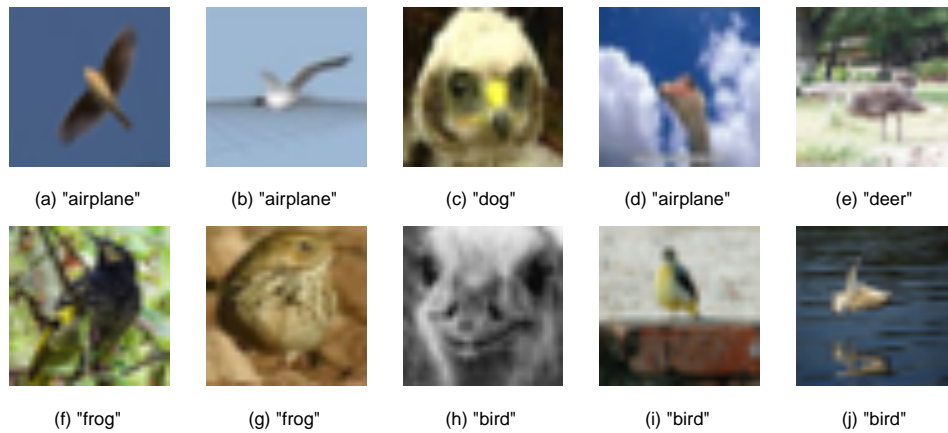 (a) "airplane"
(b) "airplane"
(c) "dog"
(d) "airplane"
(e) "deer"
(f) "frog"
(g) "frog"
(h) "bird"
(i) "bird"
(j) "bird"